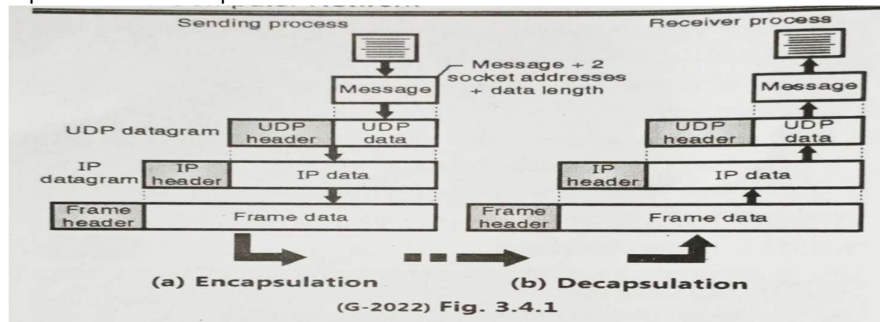 Sending process
Receiver process
Message + 2
socket addresses
+ data length
Message
Message
UDP datagram
UDP
header
UDP
data
UDP
header
UDP
data
IP
datagram
IP
header
IP data
IP
header
IP data
Frame
header
Frame data
Frame
header
Frame data
(a) Encapsulation
(b) Decapsulation
(G-2022) Fig. 3.4.1